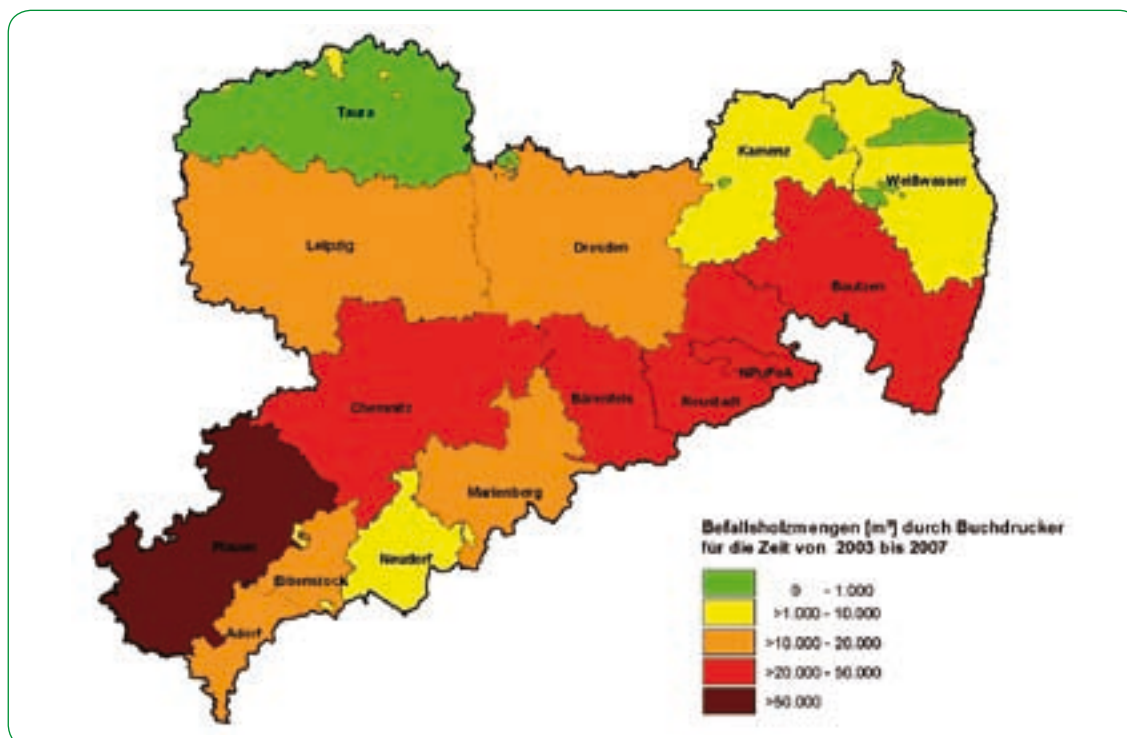 Taura
Kamenz
Weißwasser
Leipzig
Dresden
Bautzen
NP/FoA
Chemnitz
Bärenfels
Neustadt
Marienberg
Plauen
Neudorf
Eibenstock
Adorf
Befallsholzmengen [m³] durch Buchdrucker
für die Zeit von 2003 bis 2007
0 - 1.000
>1.000 - 10.000
>10.000 - 20.000
>20.000 - 50.000
>50.000